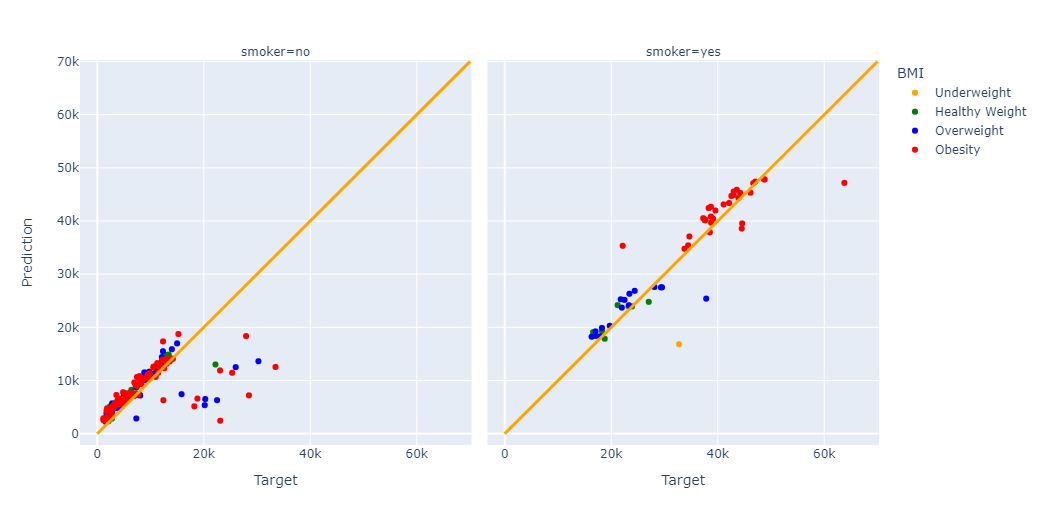 smoker=no
smoker=yes
BMI
Underweight
Healthy Weight
Overweight
Obesity
Prediction
70k
60k
50k
40k
30k
20k
10k
0
0
20k
40k
60k
0
20k
40k
60k
Target
Target